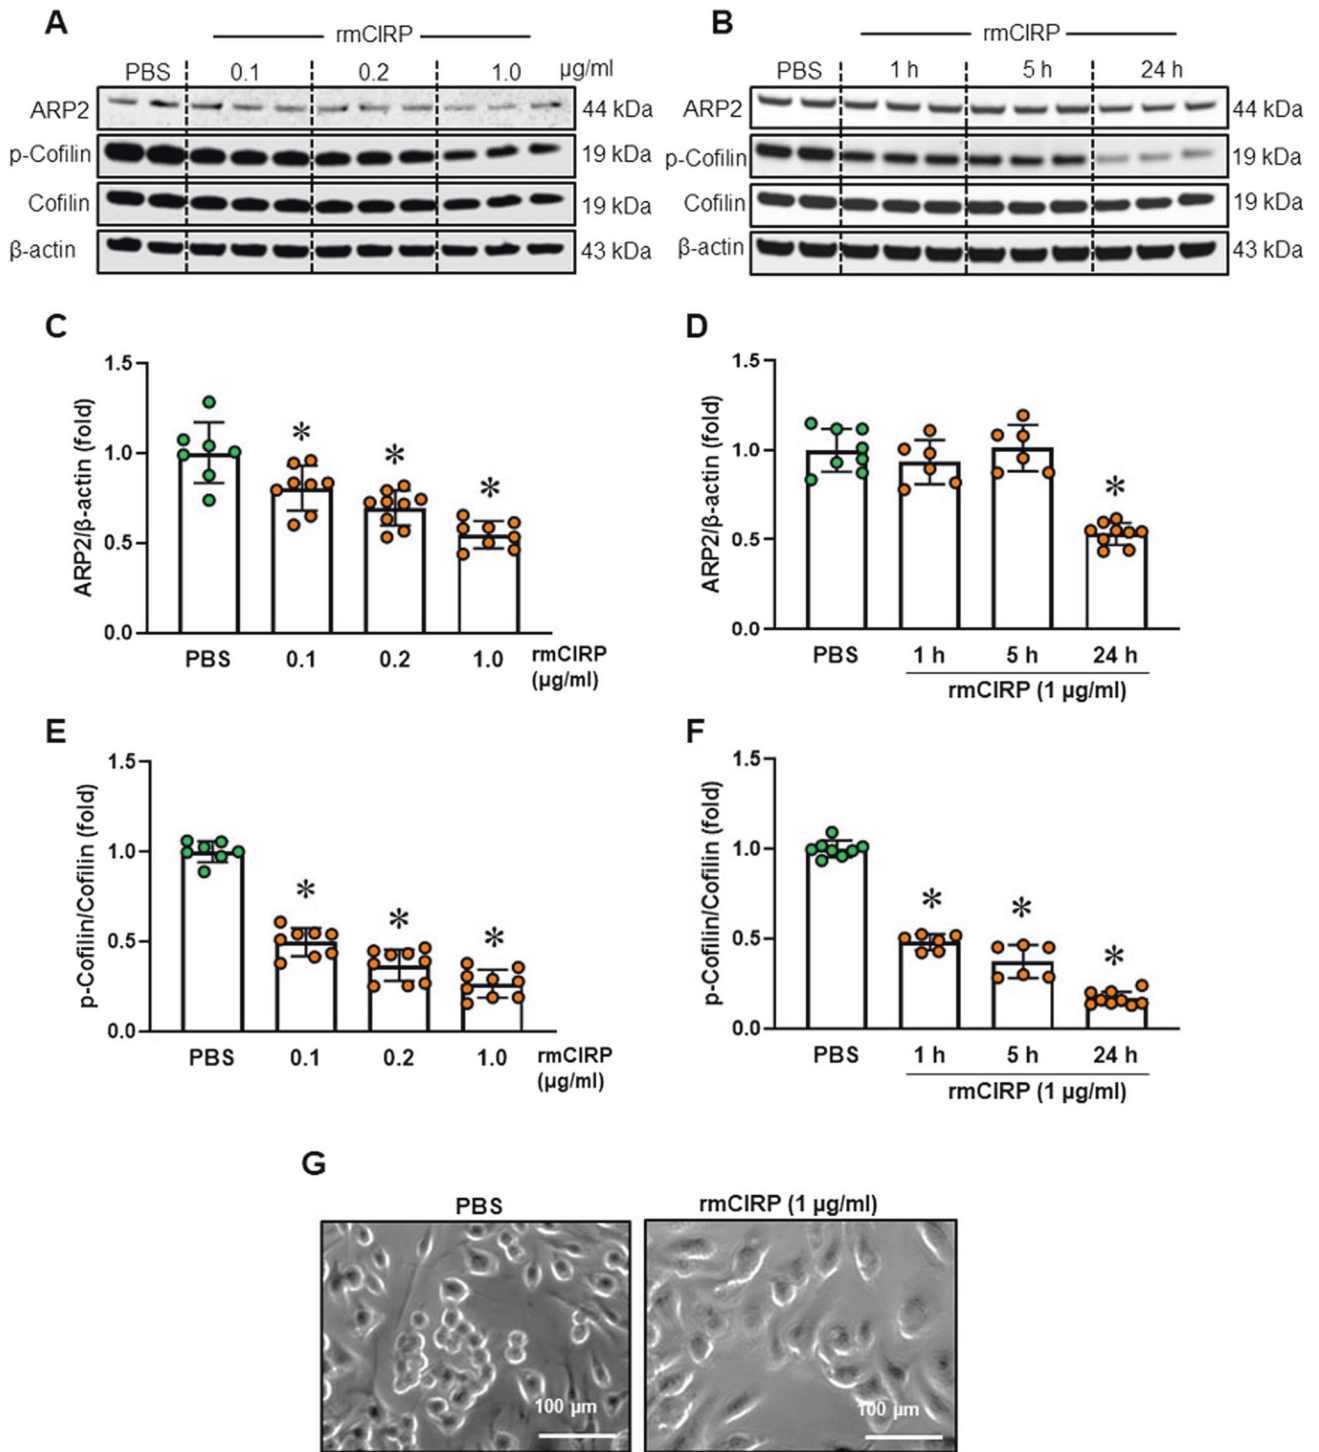 A
rmCIRP
PBS 0.1 0.2 1.0 µg/ml
ARP2 44 kDa
p-Cofilin 19 kDa
Cofilin 19 kDa
β-actin 43 kDa
B
rmCIRP
PBS 1 h 5 h 24 h
ARP2 44 kDa
p-Cofilin 19 kDa
Cofilin 19 kDa
β-actin 43 kDa
C
ARP2/β-actin (fold)
1.5
1.0
0.5
0.0
* * *
PBS 0.1 0.2 1.0 rmCIRP
(µg/ml)
D
ARP2/β-actin (fold)
1.5
1.0
0.5
0.0
*
PBS 1 h 5 h 24 h
rmCIRP (1 µg/ml)
E
p-Cofilin/Cofilin (fold)
1.5
1.0
0.5
0.0
* * *
PBS 0.1 0.2 1.0 rmCIRP
(µg/ml)
F
p-Cofilin/Cofilin (fold)
1.5
1.0
0.5
0.0
* * *
PBS 1 h 5 h 24 h
rmCIRP (1 µg/ml)
G
PBS
100 µm
rmCIRP (1 µg/ml)
100 µm